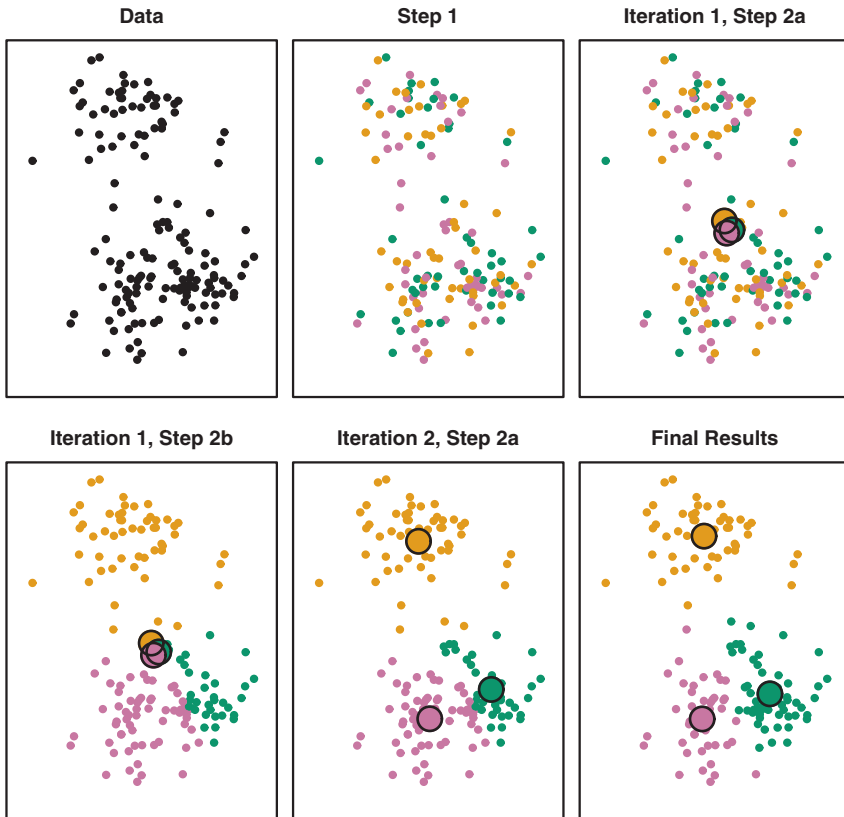 Data
Step 1
Iteration 1, Step 2a
Iteration 1, Step 2b
Iteration 2, Step 2a
Final Results